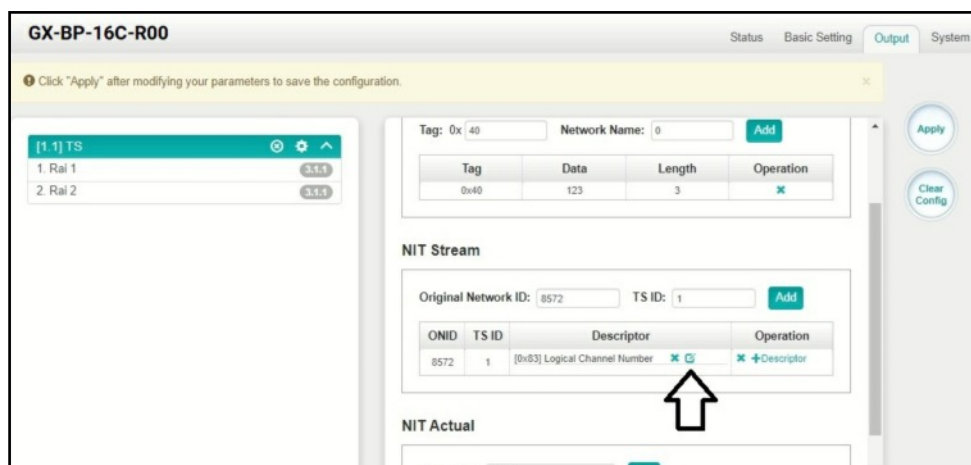 GX-BP-16C-R00
Status Basic Setting Output System
Click "Apply" after modifying your parameters to save the configuration.
[1.1] TS
1. Rai 1 3.1.1
2. Rai 2 3.1.1
Tag: 0x 40 Network Name: 0 Add
Tag Data Length Operation
0x40 123 3
NIT Stream
Original Network ID: 8572 TS ID: 1 Add
ONID TS ID Descriptor Operation
8572 1 [0x83] Logical Channel Number +Descriptor
NIT Actual
Apply
Clear
Config